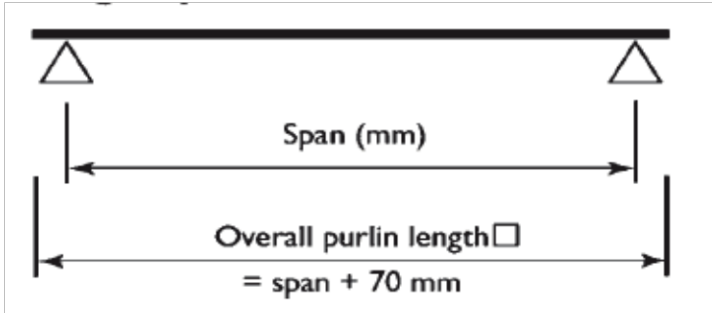 Span (mm)
Overall purlin length□
= span + 70 mm